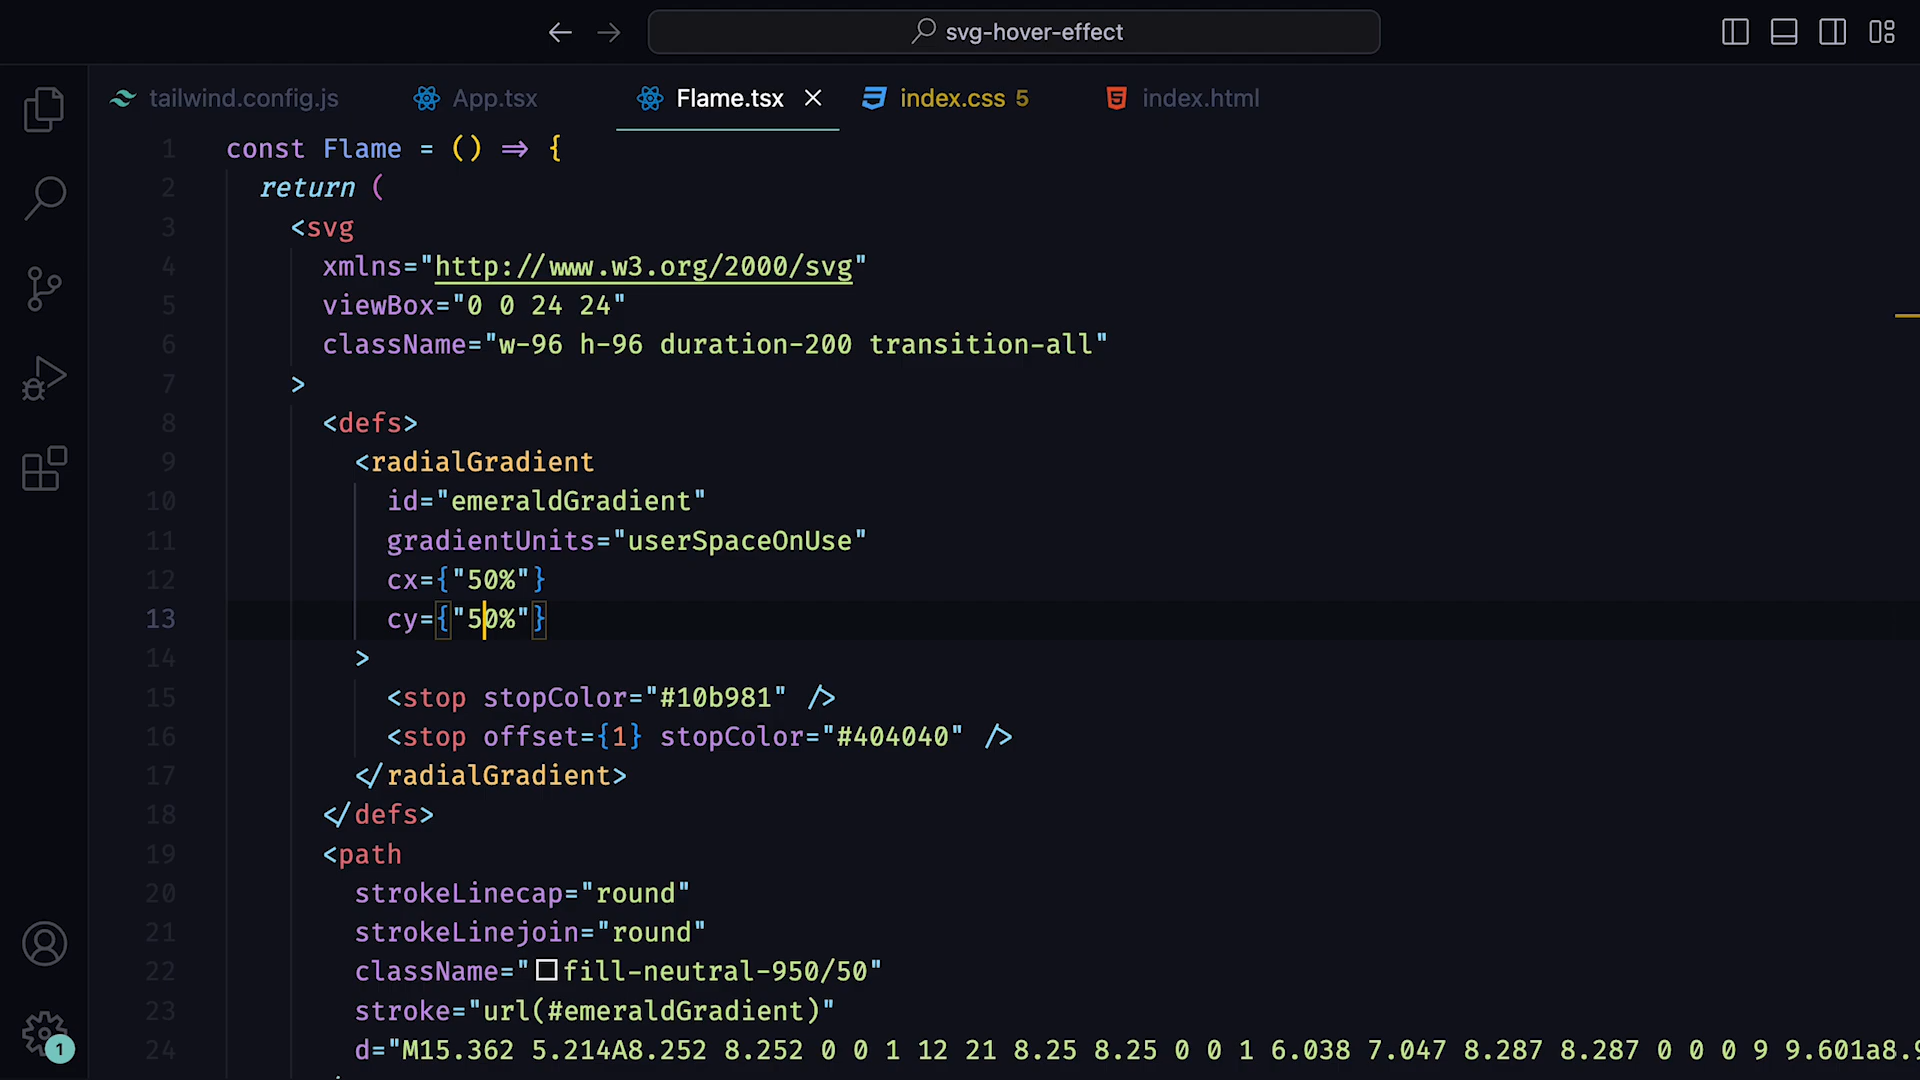 svg-hover-effect
tailwind.config.js App.tsx Flame.tsx index.css 5 index.html
1 const Flame = () => {
2 return (
3 <svg
4 xmlns="http://www.w3.org/2000/svg"
5 viewBox="0 0 24 24"
6 className="w-96 h-96 duration-200 transition-all"
7 >
8 <defs>
9 <radialGradient
10 id="emeraldGradient"
11 gradientUnits="userSpaceOnUse"
12 cx={"50%"}
13 cy={"50%"}
14 >
15 <stop stopColor="#10b981" />
16 <stop offset={1} stopColor="#404040" />
17 </radialGradient>
18 </defs>
19 <path
20 strokeLinecap="round"
21 strokeLinejoin="round"
22 className="fill-neutral-950/50"
23 stroke="url(#emeraldGradient)"
24 d="M15.362 5.214A8.252 8.252 0 0 1 12 21 8.25 8.25 0 0 1 6.038 7.047 8.287 8.287 0 0 0 9 9.601a8.9
1